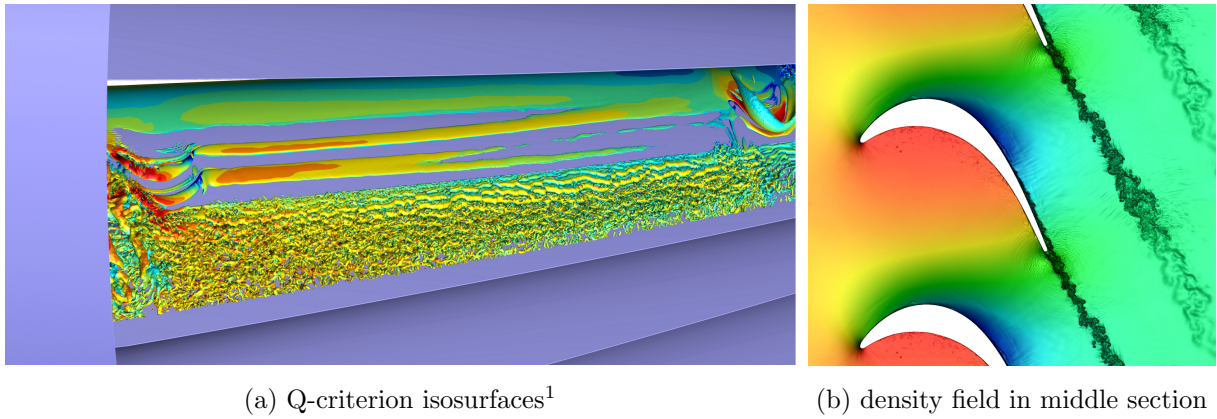 (a) Q-criterion isosurfaces¹
(b) density field in middle section